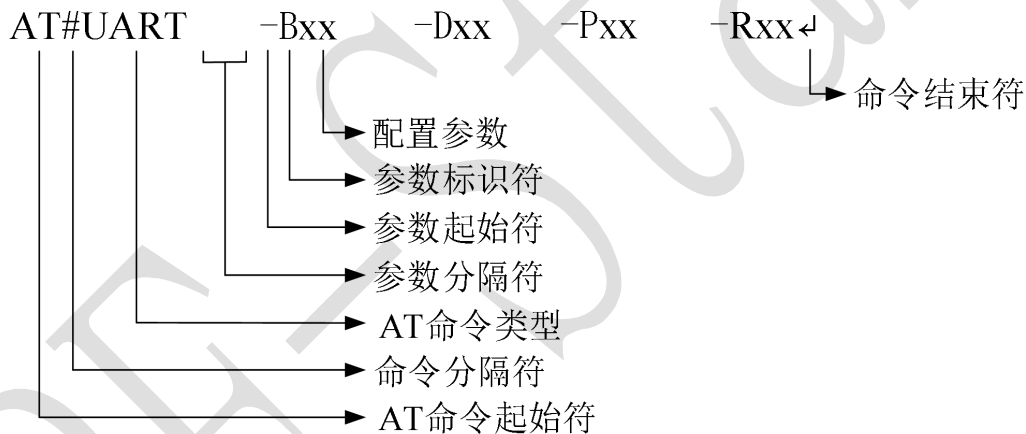 AT#UART -Bxx -Dxx -Pxx -Rxx↲
命令结束符
配置参数
参数标识符
参数起始符
参数分隔符
AT命令类型
命令分隔符
AT命令起始符